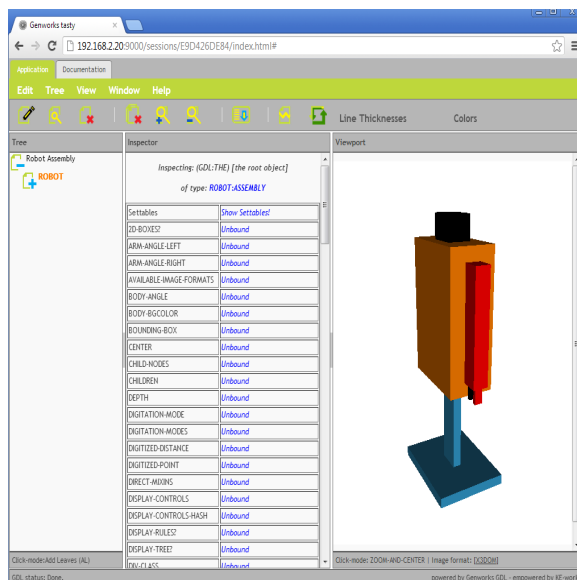 Genworks tasty
192.168.2.20:9000/sessions/E9D426DE84/index.html#
Application Documentation
Edit Tree View Window Help
Line Thicknesses Colors
Tree
Robot Assembly
ROBOT
Inspector
Inspecting: (GDL:THE) [the root object]
of type: ROBOT:ASSEMBLY
Settables Show Settables!
2D-BOXES? Unbound
ARM-ANGLE-LEFT Unbound
ARM-ANGLE-RIGHT Unbound
AVAILABLE-IMAGE-FORMATS Unbound
BODY-ANGLE Unbound
BODY-BGCOLOR Unbound
BOUNDING-BOX Unbound
CENTER Unbound
CHILD-NODES Unbound
CHILDREN Unbound
DEPTH Unbound
DIGITATION-MODE Unbound
DIGITATION-MODES Unbound
DIGITIZED-DISTANCE Unbound
DIGITIZED-POINT Unbound
DIRECT-MIXINS Unbound
DISPLAY-CONTROLS Unbound
DISPLAY-CONTROLS-HASH Unbound
DISPLAY-RULES? Unbound
DISPLAY-TREE? Unbound
DIV-CLASS Unbound
Viewport
Click-mode:Add Leaves (AL)
Click-mode: ZOOM-AND-CENTER | Image format: [X3DOM]
GDL status: Done.
powered by Genworks GDL - empowered by KE-work